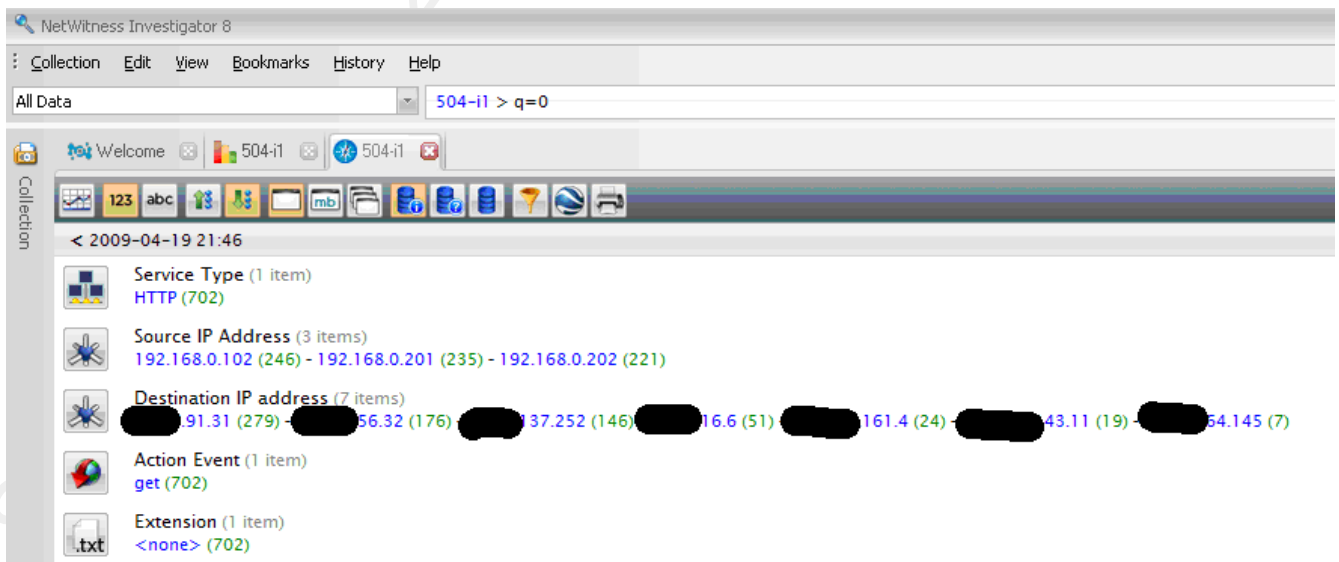 NetWitness Investigator 8
Collection Edit View Bookmarks History Help
All Data 504-i1 > q=0
Welcome 504-i1 504-i1
Collection
123 abc mb
< 2009-04-19 21:46
Service Type (1 item)
HTTP (702)
Source IP Address (3 items)
192.168.0.102 (246) - 192.168.0.201 (235) - 192.168.0.202 (221)
Destination IP address (7 items)
.91.31 (279) - 56.32 (176) - 137.252 (146) 16.6 (51) 161.4 (24) - 43.11 (19) - 54.145 (7)
Action Event (1 item)
get (702)
Extension (1 item)
.txt <none> (702)